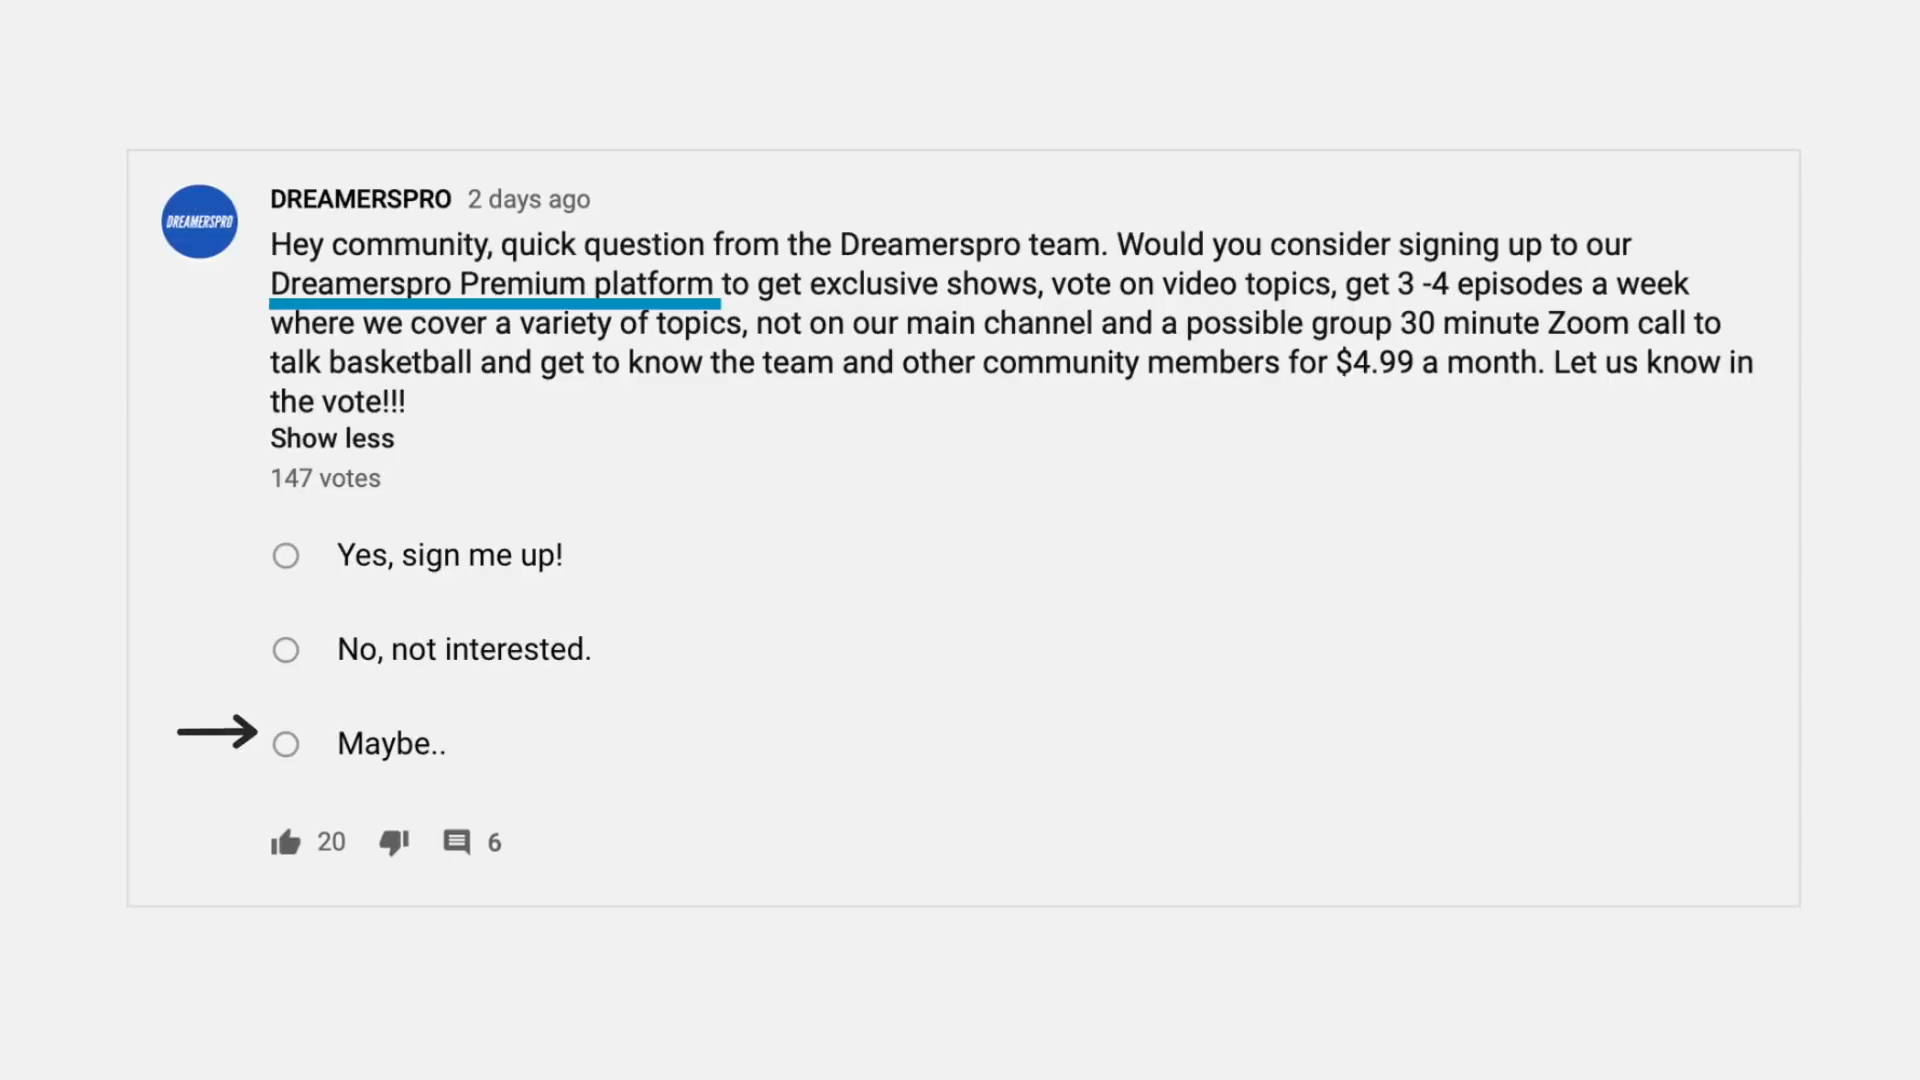 DREAMERSPRO
DREAMERSPRO 2 days ago
Hey community, quick question from the Dreamerspro team. Would you consider signing up to our
Dreamerspro Premium platform to get exclusive shows, vote on video topics, get 3 -4 episodes a week
where we cover a variety of topics, not on our main channel and a possible group 30 minute Zoom call to
talk basketball and get to know the team and other community members for $4.99 a month. Let us know in
the vote!!!
Show less
147 votes
Yes, sign me up!
No, not interested.
Maybe..
20 6